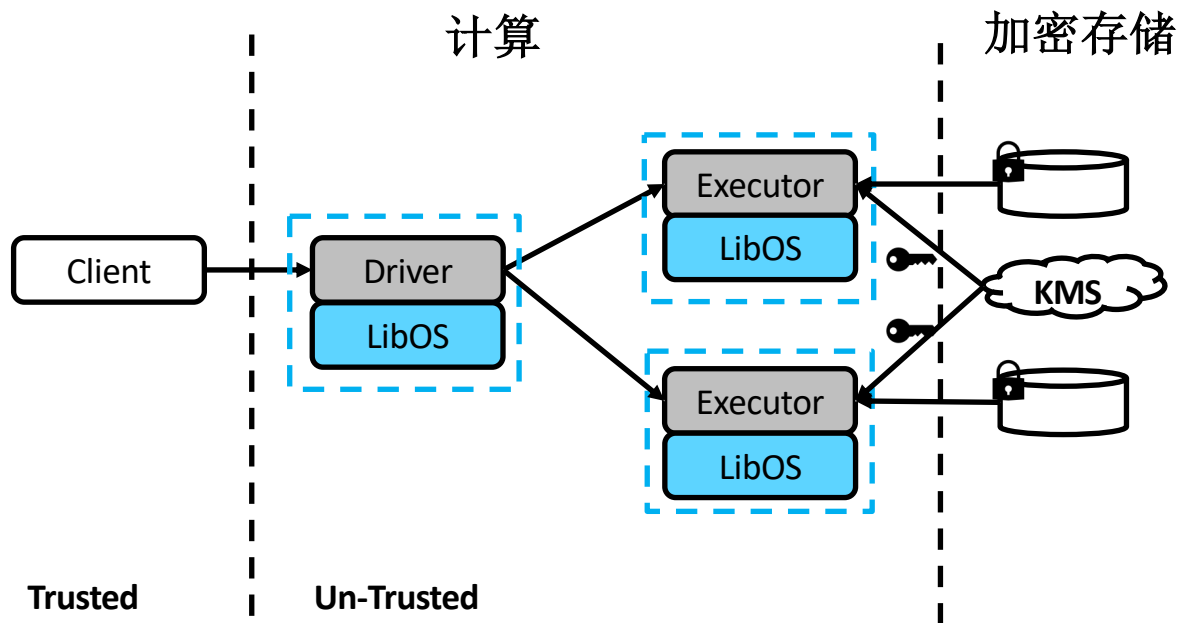 计算
加密存储
Executor
LibOS
Client
Driver
LibOS
KMS
Executor
LibOS
Trusted
Un-Trusted